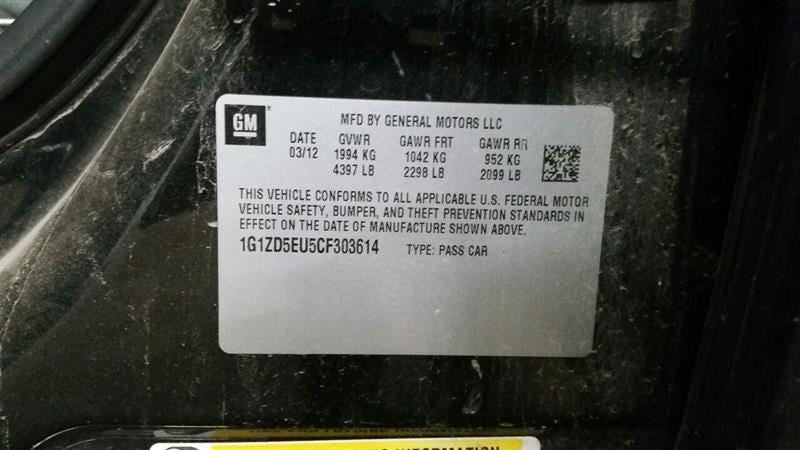 GM
MFD BY GENERAL MOTORS LLC
DATE GVWR GAWR FRT GAWR RR
03/12 1994 KG 1042 KG 952 KG
4397 LB 2298 LB 2099 LB
THIS VEHICLE CONFORMS TO ALL APPLICABLE U.S. FEDERAL MOTOR
VEHICLE SAFETY, BUMPER, AND THEFT PREVENTION STANDARDS IN
EFFECT ON THE DATE OF MANUFACTURE SHOWN ABOVE.
1G1ZD5EU5CF303614 TYPE: PASS CAR
INFORMATION